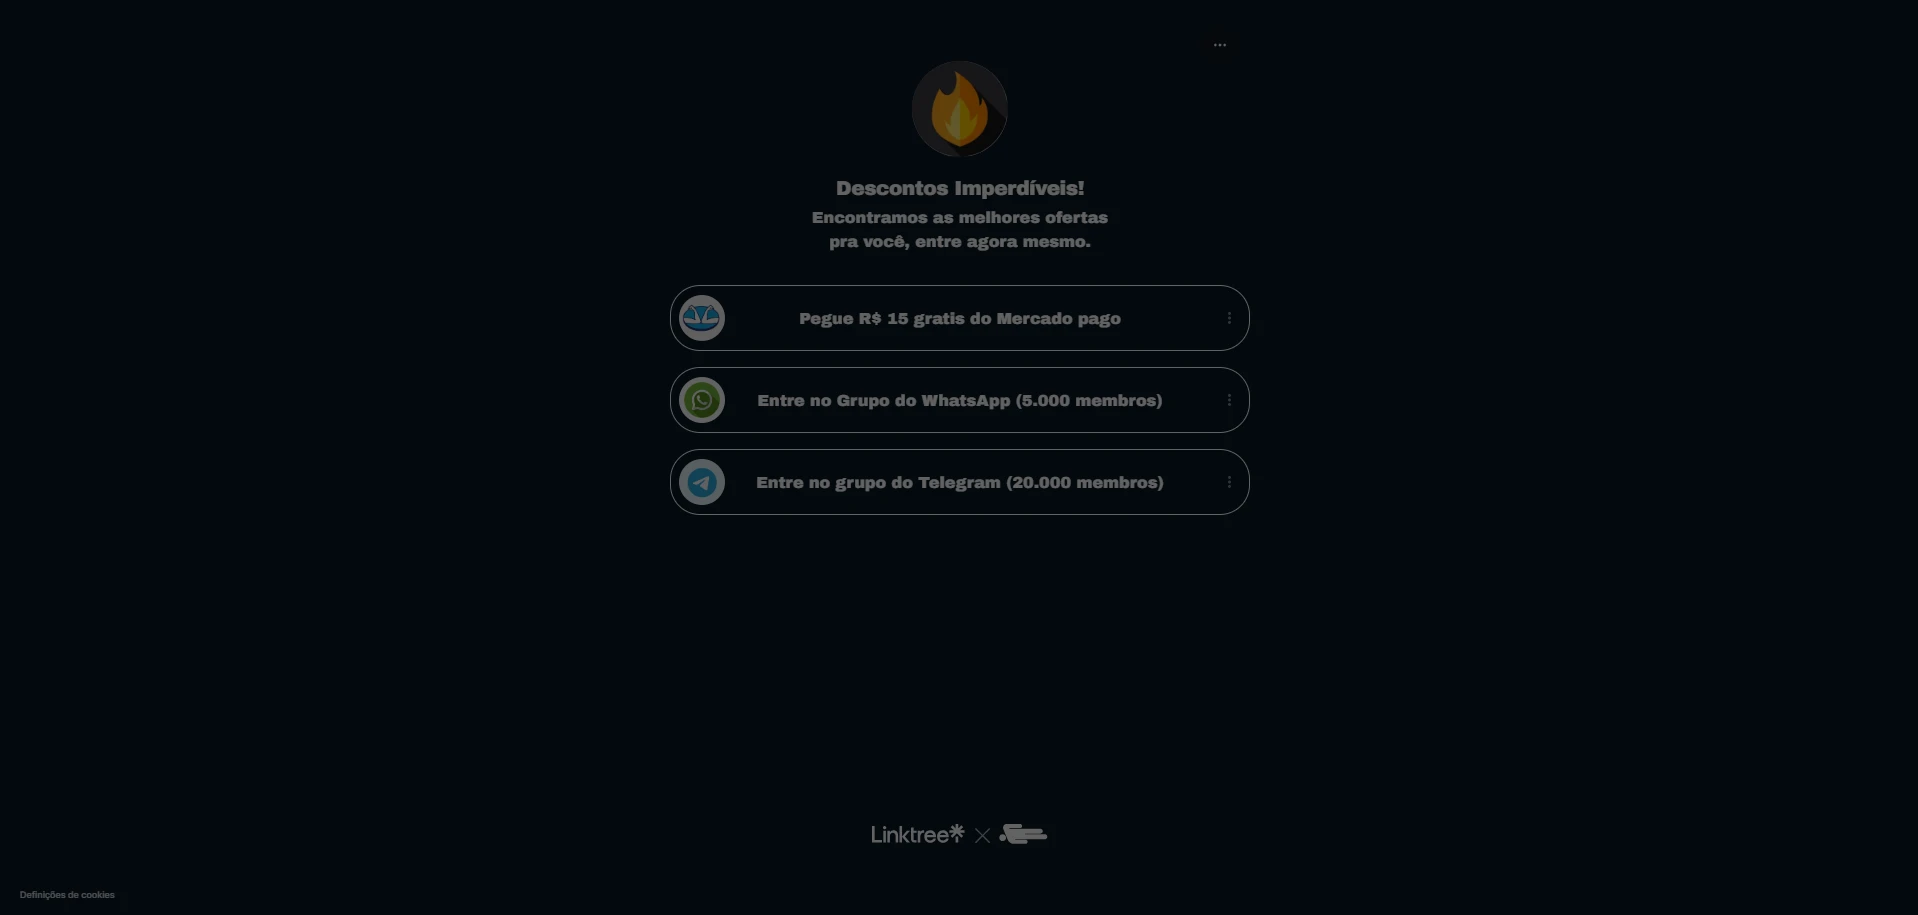 Descontos Imperdíveis!
Encontramos as melhores ofertas
pra você, entre agora mesmo.
Pegue R$ 15 gratis do Mercado pago
Entre no Grupo do WhatsApp (5.000 membros)
Entre no grupo do Telegram (20.000 membros)
Linktree
Definições de cookies